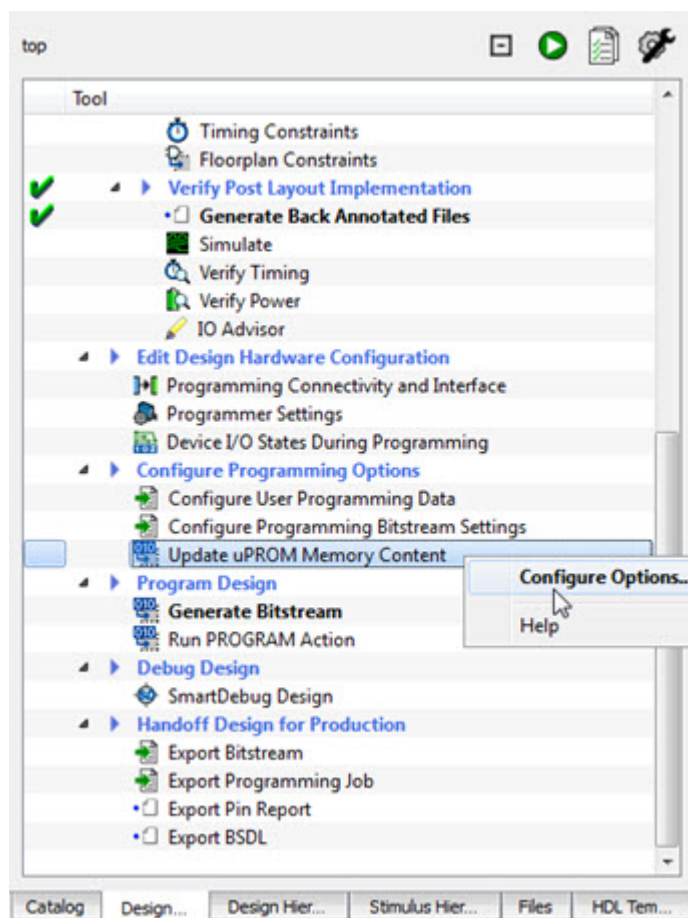 top
Tool
Timing Constraints
Floorplan Constraints
Verify Post Layout Implementation
Generate Back Annotated Files
Simulate
Verify Timing
Verify Power
IO Advisor
Edit Design Hardware Configuration
Programming Connectivity and Interface
Programmer Settings
Device I/O States During Programming
Configure Programming Options
Configure User Programming Data
Configure Programming Bitstream Settings
Update uPROM Memory Content
Configure Options...
Program Design
Generate Bitstream
Help
Run PROGRAM Action
Debug Design
SmartDebug Design
Handoff Design for Production
Export Bitstream
Export Programming Job
Export Pin Report
Export BSDL
Catalog Design... Design Hier... Stimulus Hier... Files HDL Tem...